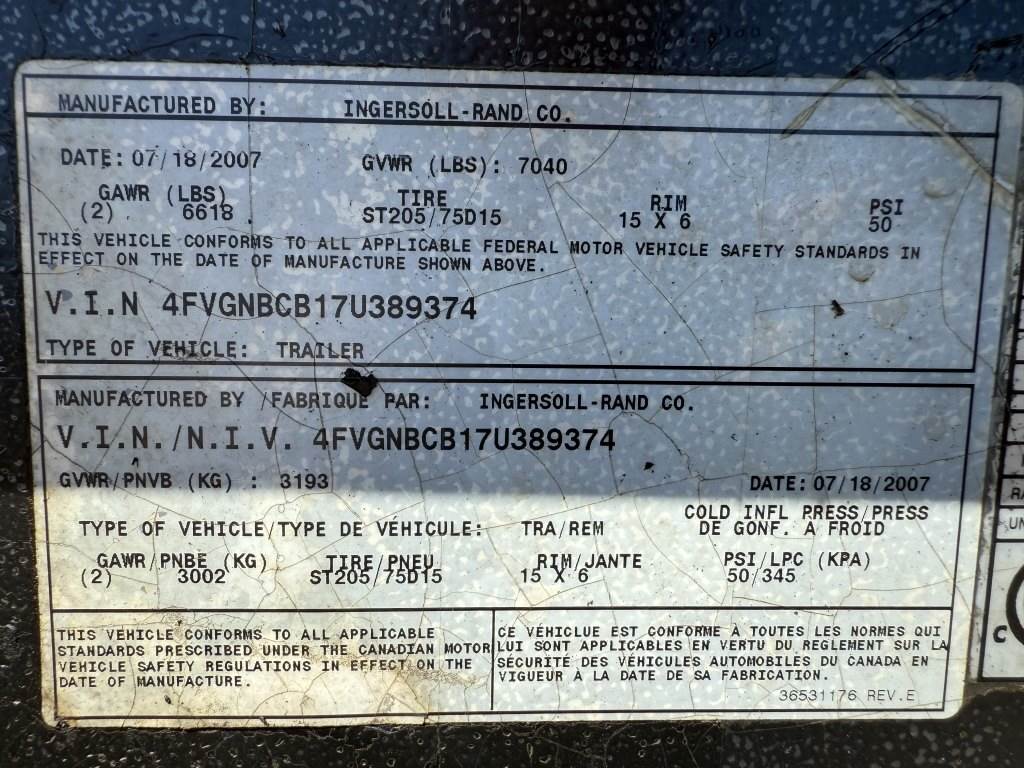 MANUFACTURED BY: INGERSOLL-RAND CO.
DATE: 07/18/2007 GVWR (LBS): 7040
GAWR (LBS) TIRE RIM PSI
(2) 6618 ST205/75D15 15 X 6 50
THIS VEHICLE CONFORMS TO ALL APPLICABLE FEDERAL MOTOR VEHICLE SAFETY STANDARDS IN
EFFECT ON THE DATE OF MANUFACTURE SHOWN ABOVE.
V.I.N 4FVGNBCB17U389374
TYPE OF VEHICLE: TRAILER
MANUFACTURED BY /FABRIQUE PAR: INGERSOLL-RAND CO.
V.I.N./N.I.V. 4FVGNBCB17U389374
GVWR/PNVB (KG) : 3193 DATE: 07/18/2007
TYPE OF VEHICLE/TYPE DE VÉHICULE: TRA/REM COLD INFL PRESS/PRESS
DE GONF. A FROID
GAWR/PNBE (KG) TIRE/PNEU RIM/JANTE PSI/LPC (KPA)
(2) 3002 ST205/75D15 15 X 6 50/345
THIS VEHICLE CONFORMS TO ALL APPLICABLE
STANDARDS PRESCRIBED UNDER THE CANADIAN MOTOR
VEHICLE SAFETY REGULATIONS IN EFFECT ON THE
DATE OF MANUFACTURE.
CE VÉHICLUE EST CONFORME À TOUTES LES NORMES QUI
LUI SONT APPLICABLES EN VERTU DU REGLEMENT SUR LA
SÉCURITÉ DES VÉHICULES AUTOMOBILES DU CANADA EN
VIGUEUR À LA DATE DE SA FABRICATION.
36531176 REV.E
RA
UN
C